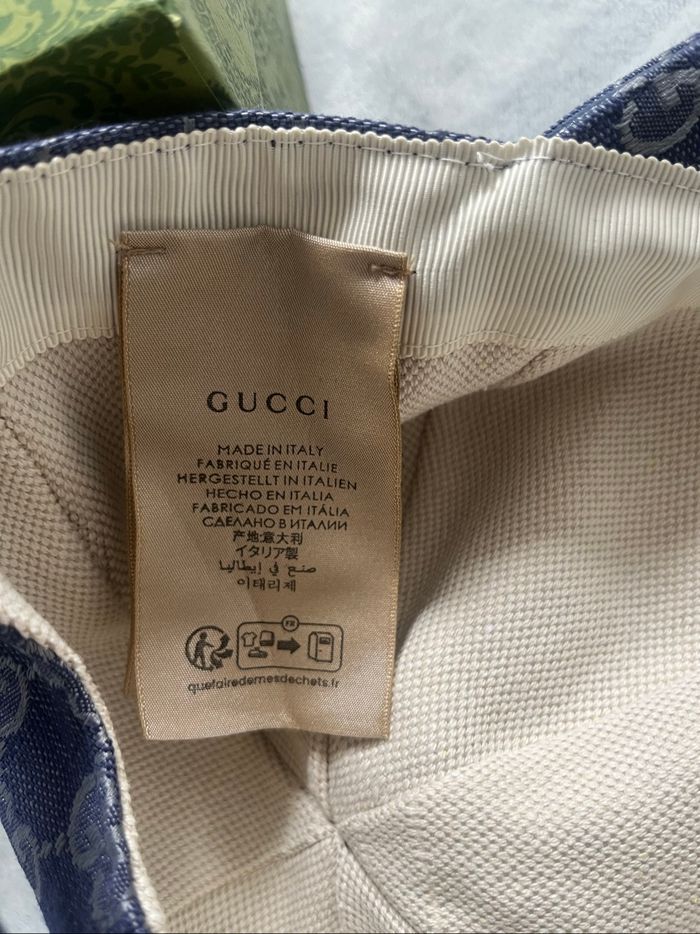 GUCCI
MADE IN ITALY
FABRIQUÉ EN ITALIE
HERGESTELLT IN ITALIEN
HECHO EN ITALIA
FABRICADO EM ITÁLIA
СДЕЛАНО В ИТАЛИИ
产地:意大利
イタリア製
صنع في إيطاليا
이태리제
FR
quefairedemesdechets.fr